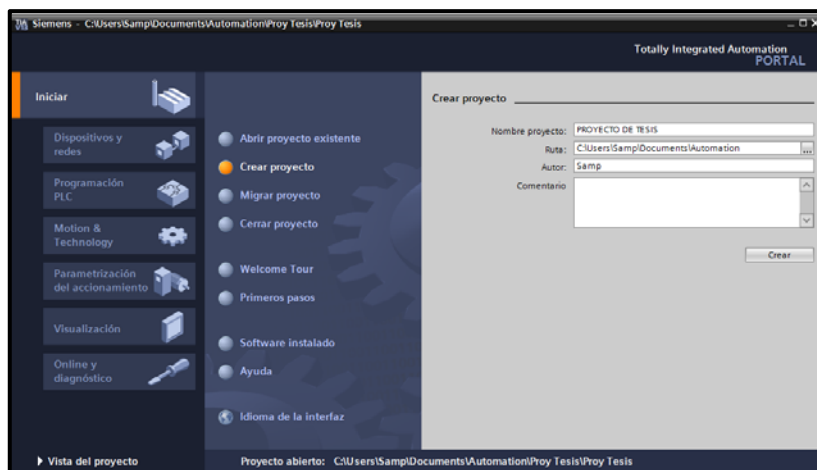 Siemens - C:\Users\Samp\Documents\Automation\Proy Tesis\Proy Tesis
Totally Integrated Automation
PORTAL
Iniciar
Dispositivos y
redes
Programación
PLC
Motion &
Technology
Parametrización
del accionamiento
Visualización
Online y
diagnóstico
Vista del proyecto
Abrir proyecto existente
Crear proyecto
Migrar proyecto
Cerrar proyecto
Welcome Tour
Primeros pasos
Software instalado
Ayuda
Idioma de la interfaz
Crear proyecto
Nombre proyecto: PROYECTO DE TESIS
Ruta: C:\Users\Samp\Documents\Automation ...
Autor: Samp
Comentario
Crear
Proyecto abierto: C:\Users\Samp\Documents\Automation\Proy Tesis\Proy Tesis